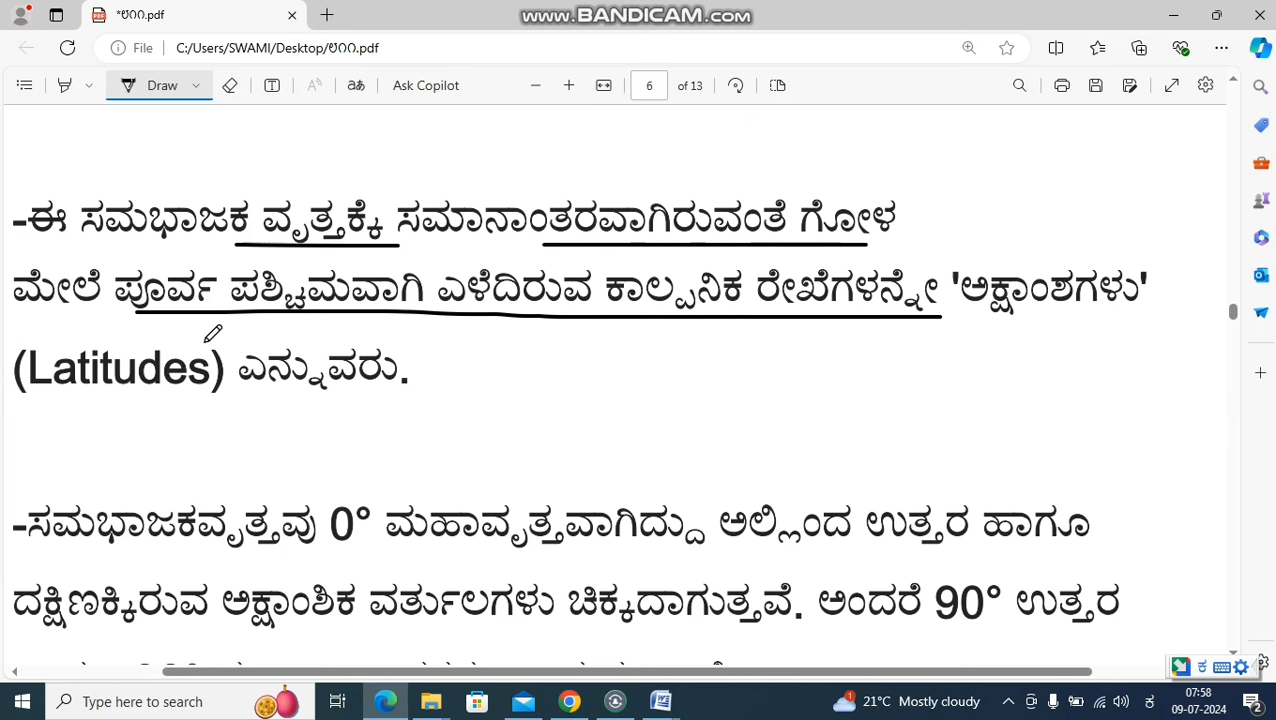 www.BANDICAM.com
File C:/Users/SWAMI/Desktop/ಅ೦೦.pdf
Draw Ask Copilot 6 of 13
-ಈ ಸಮಭಾಜಕ ವೃತ್ತಕ್ಕೆ ಸಮಾನಾಂತರವಾಗಿರುವಂತೆ ಗೋಳ
ಮೇಲೆ ಪೂರ್ವ ಪಶ್ಚಿಮವಾಗಿ ಎಳೆದಿರುವ ಕಾಲ್ಪನಿಕ ರೇಖೆಗಳನ್ನೇ 'ಅಕ್ಷಾಂಶಗಳು'
(Latitudes) ಎನ್ನುವರು.
-ಸಮಭಾಜಕವೃತ್ತವು 0° ಮಹಾವೃತ್ತವಾಗಿದ್ದು ಅಲ್ಲಿಂದ ಉತ್ತರ ಹಾಗೂ
ದಕ್ಷಿಣಕ್ಕಿರುವ ಅಕ್ಷಾಂಶಿಕ ವರ್ತುಲಗಳು ಚಿಕ್ಕದಾಗುತ್ತವೆ. ಅಂದರೆ 90° ಉತ್ತರ
Type here to search 21°C Mostly cloudy ಕ 07:58
09-07-2024